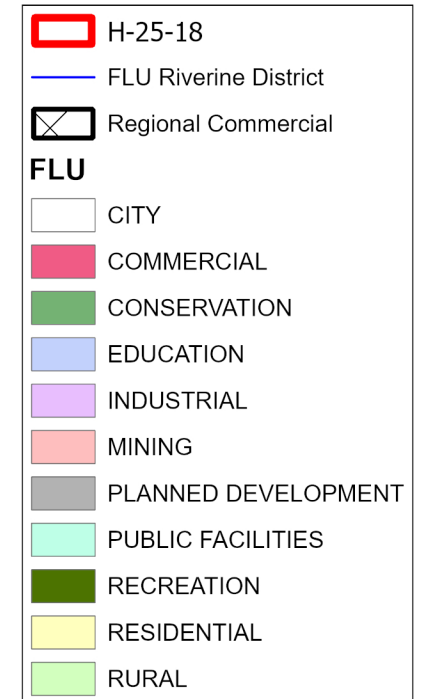 H-25-18
FLU Riverine District
Regional Commercial
FLU
CITY
COMMERCIAL
CONSERVATION
EDUCATION
INDUSTRIAL
MINING
PLANNED DEVELOPMENT
PUBLIC FACILITIES
RECREATION
RESIDENTIAL
RURAL